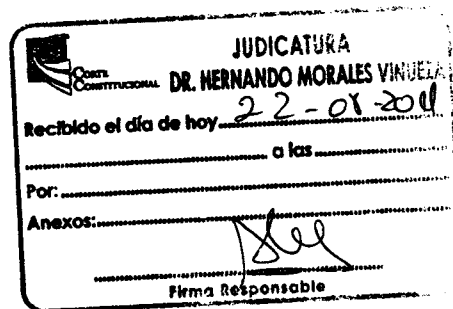 JUDICATURA
CORTE
CONSTITUCIONAL DR. HERNANDO MORALES VINUEZA
Recibido el día de hoy 22-08-2011
a las
Por:
Anexos:
Firma Responsable